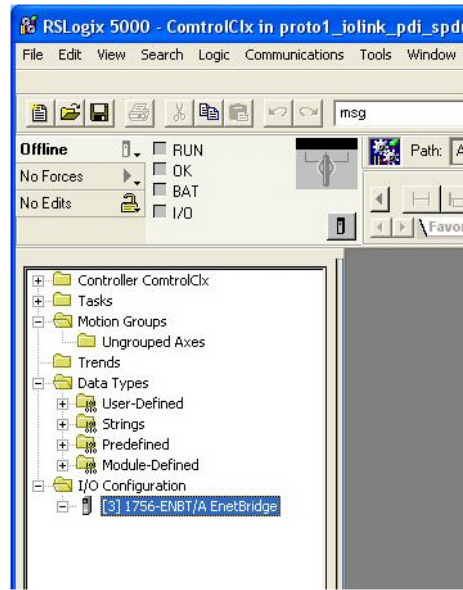 RSLogix 5000 - ComtrolClx in proto1_iolink_pdi_spd
File Edit View Search Logic Communications Tools Window
msg
Offline RUN Path: A
No Forces OK
No Edits BAT
I/O
Favor
Controller ComtrolClx
Tasks
Motion Groups
Ungrouped Axes
Trends
Data Types
User-Defined
Strings
Predefined
Module-Defined
I/O Configuration
[3] 1756-ENBT/A EnetBridge